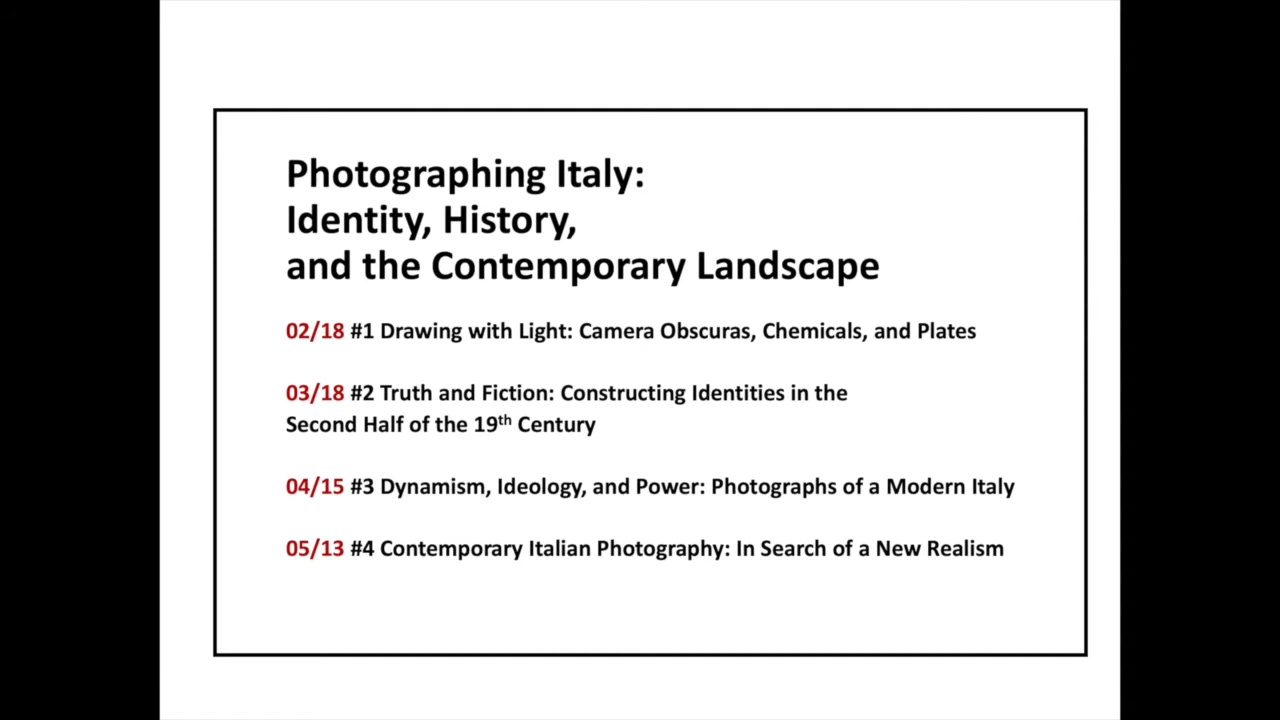 Photographing Italy:
Identity, History,
and the Contemporary Landscape
02/18 #1 Drawing with Light: Camera Obscuras, Chemicals, and Plates
03/18 #2 Truth and Fiction: Constructing Identities in the
Second Half of the 19th Century
04/15 #3 Dynamism, Ideology, and Power: Photographs of a Modern Italy
05/13 #4 Contemporary Italian Photography: In Search of a New Realism